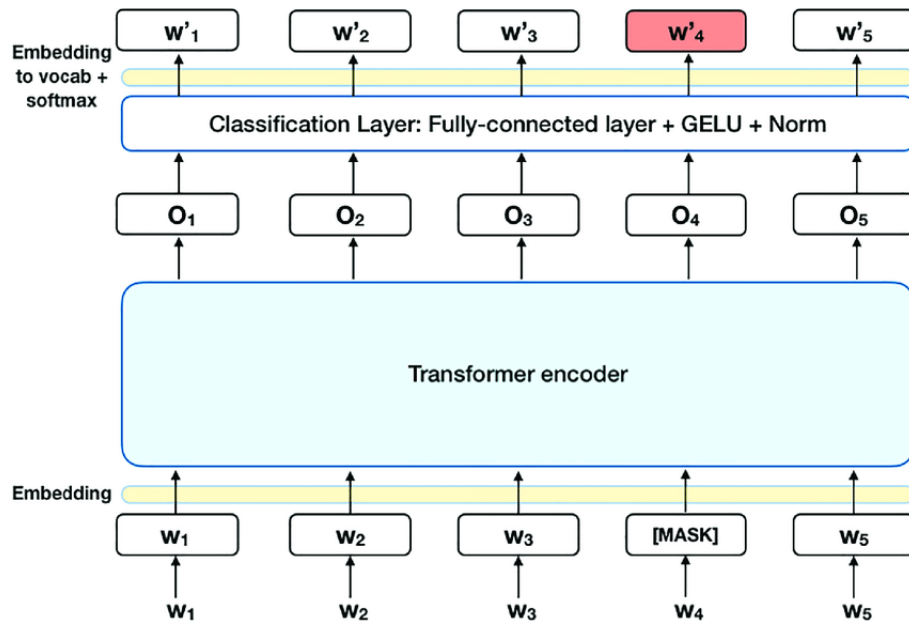 w'₁ w'₂ w'₃ w'₄ w'₅
Embedding
to vocab +
softmax
Classification Layer: Fully-connected layer + GELU + Norm
O₁ O₂ O₃ O₄ O₅
Transformer encoder
Embedding
W₁ W₂ W₃ [MASK] W₅
W₁ W₂ W₃ W₄ W₅